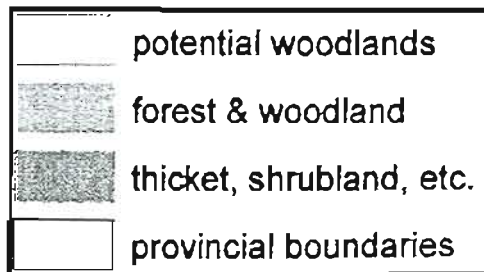 potential woodlands
forest & woodland
thicket, shrubland, etc.
provincial boundaries